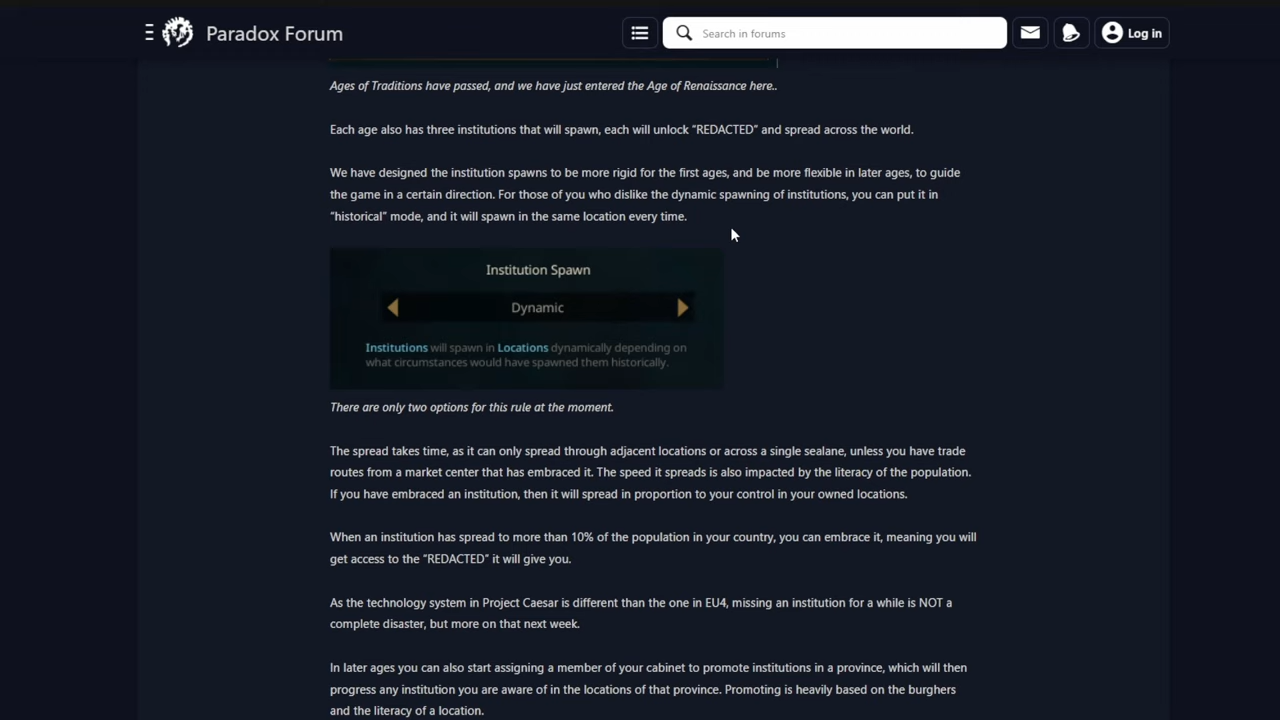 Paradox Forum
Search in forums
Log in
Ages of Traditions have passed, and we have just entered the Age of Renaissance here..
Each age also has three institutions that will spawn, each will unlock “REDACTED” and spread across the world.
We have designed the institution spawns to be more rigid for the first ages, and be more flexible in later ages, to guide
the game in a certain direction. For those of you who dislike the dynamic spawning of institutions, you can put it in
“historical” mode, and it will spawn in the same location every time.
Institution Spawn
Dynamic
Institutions will spawn in Locations dynamically depending on
what circumstances would have spawned them historically.
There are only two options for this rule at the moment.
The spread takes time, as it can only spread through adjacent locations or across a single sealane, unless you have trade
routes from a market center that has embraced it. The speed it spreads is also impacted by the literacy of the population.
If you have embraced an institution, then it will spread in proportion to your control in your owned locations.
When an institution has spread to more than 10% of the population in your country, you can embrace it, meaning you will
get access to the “REDACTED” it will give you.
As the technology system in Project Caesar is different than the one in EU4, missing an institution for a while is NOT a
complete disaster, but more on that next week.
In later ages you can also start assigning a member of your cabinet to promote institutions in a province, which will then
progress any institution you are aware of in the locations of that province. Promoting is heavily based on the burghers
and the literacy of a location.